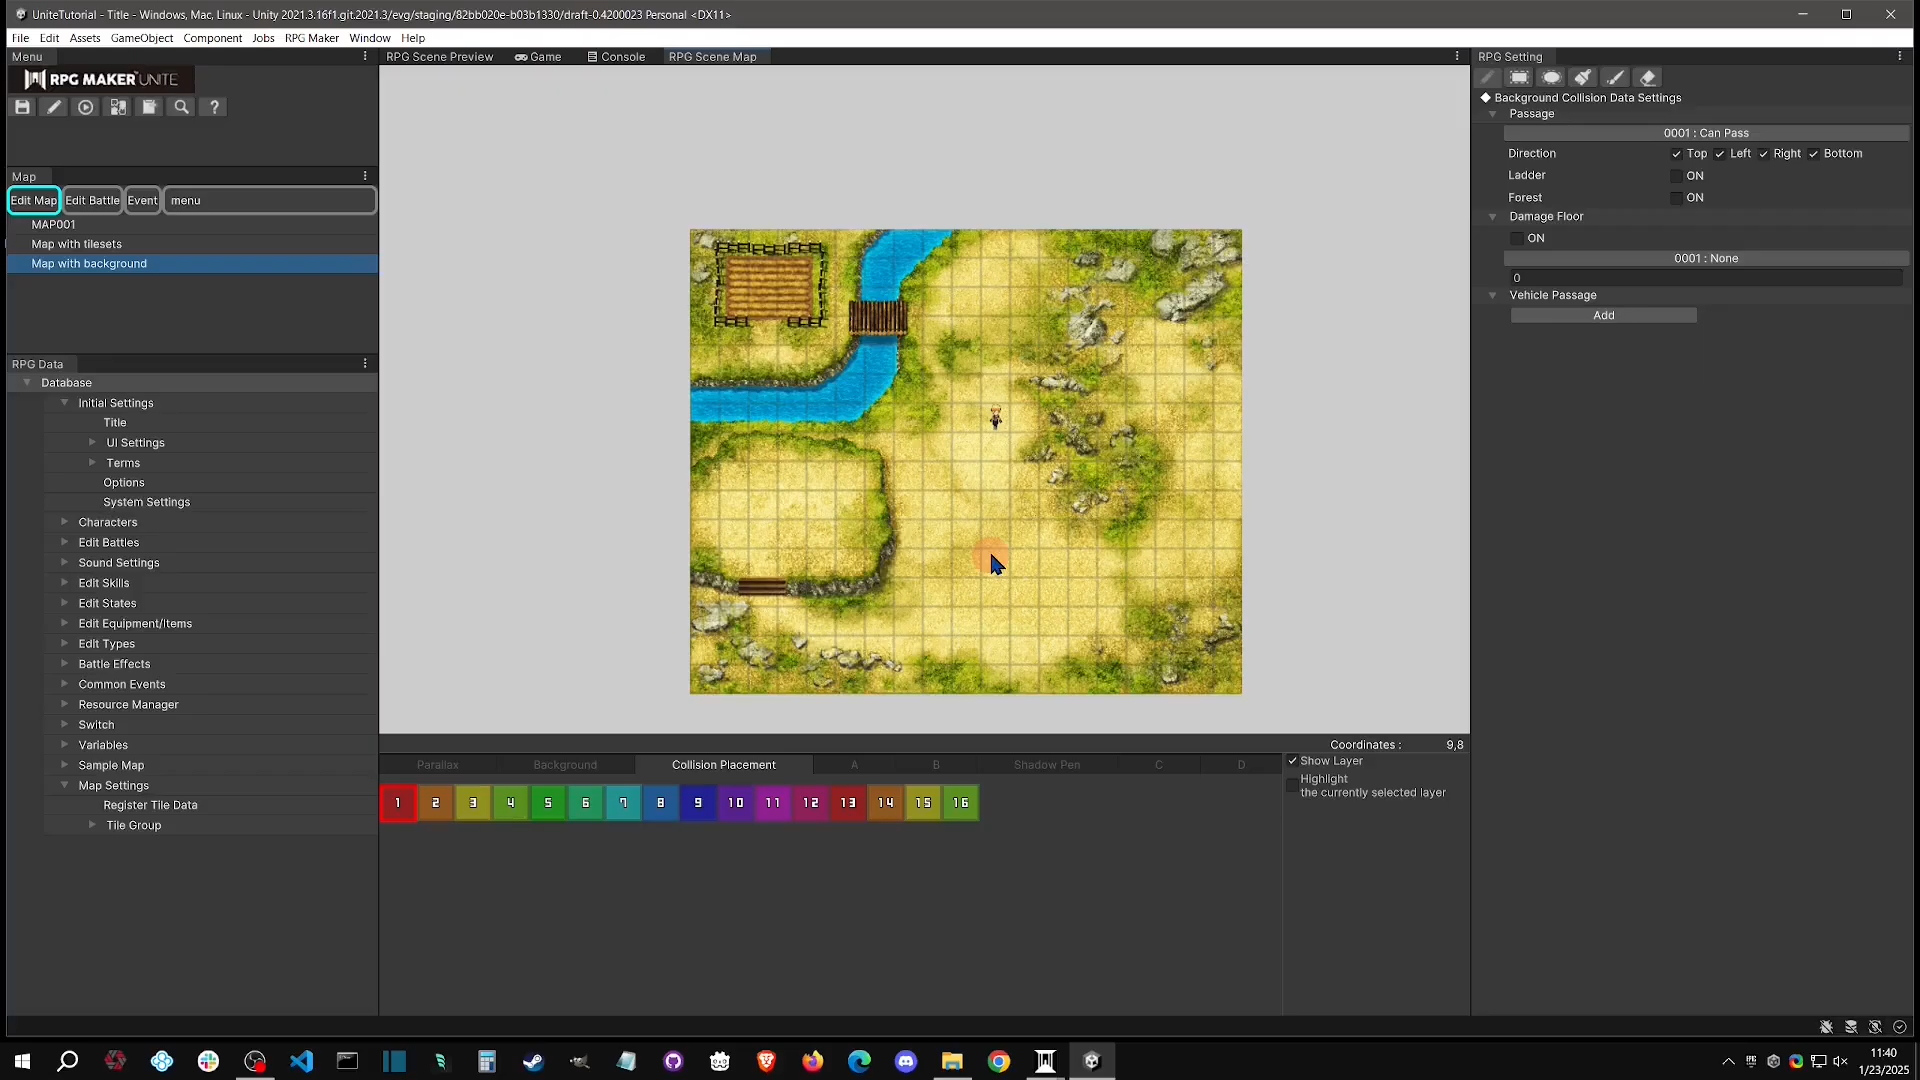 UniteTutorial - Title - Windows, Mac, Linux - Unity 2021.3.16f1.git.2021.3/evg/staging/82bb020e-b03b1330/draft-0.4200023 Personal <DX11>
File Edit Assets GameObject Component Jobs RPG Maker Window Help
Menu
RPG Scene Preview Game Console RPG Scene Map
RPG Setting
RPG MAKER UNITE
?
Background Collision Data Settings
Passage
0001 : Can Pass
Direction Top Left Right Bottom
Ladder ON
Forest ON
Damage Floor
ON
0001 : None
0
Vehicle Passage
Add
Map
Edit Map Edit Battle Event menu
MAP001
Map with tilesets
Map with background
RPG Data
Database
Initial Settings
Title
UI Settings
Terms
Options
System Settings
Characters
Edit Battles
Sound Settings
Edit Skills
Edit States
Edit Equipment/Items
Edit Types
Battle Effects
Common Events
Resource Manager
Switch
Variables
Sample Map
Map Settings
Register Tile Data
Tile Group
Coordinates : 9,8
Parallax Background Collision Placement A B Shadow Pen C D
Show Layer
Highlight
the currently selected layer
1 2 3 4 5 6 7 8 9 10 11 12 13 14 15 16
11:40
1/23/2025